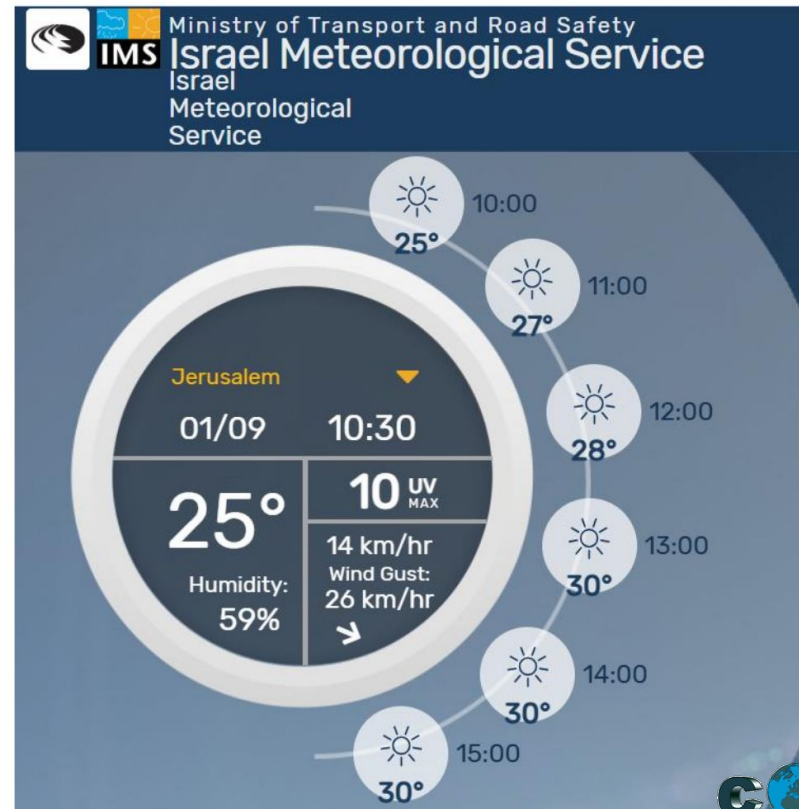 Ministry of Transport and Road Safety
IMS
Israel Meteorological Service
Israel
Meteorological
Service
10:00
25°
11:00
27°
12:00
28°
13:00
30°
14:00
30°
15:00
30°
Jerusalem
01/09 10:30
25°
Humidity:
59%
10 UV MAX
14 km/hr
Wind Gust:
26 km/hr